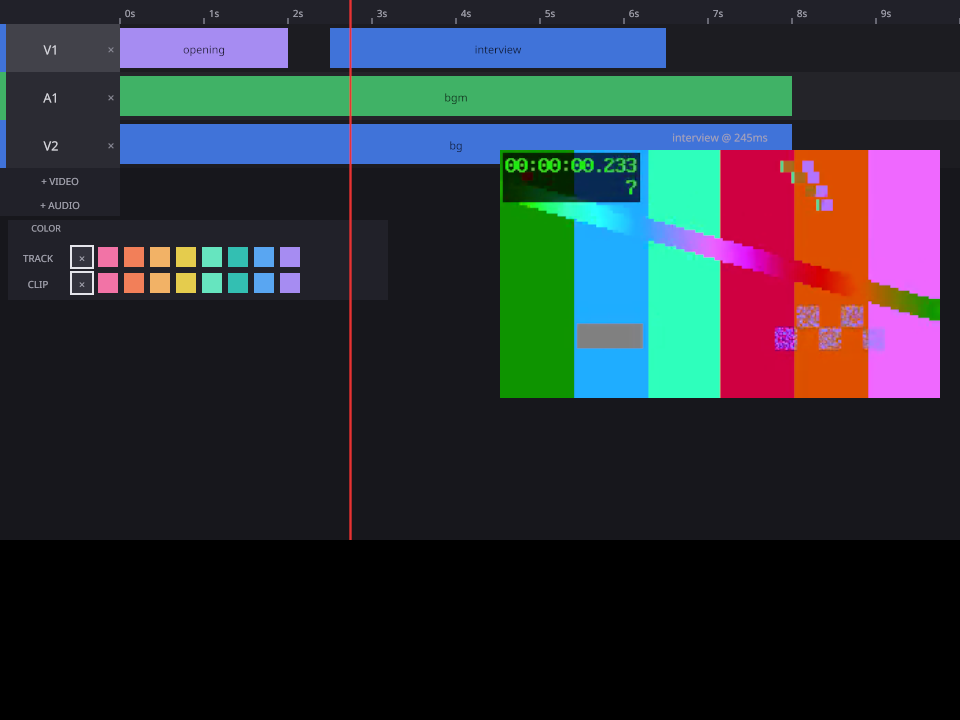 0s 1s 2s 3s 4s 5s 6s 7s 8s 9s
V1 × opening interview
A1 × bgm
V2 × bg
interview @ 245ms
00:00:00.233
7
+ VIDEO
+ AUDIO
COLOR
TRACK ×
CLIP ×